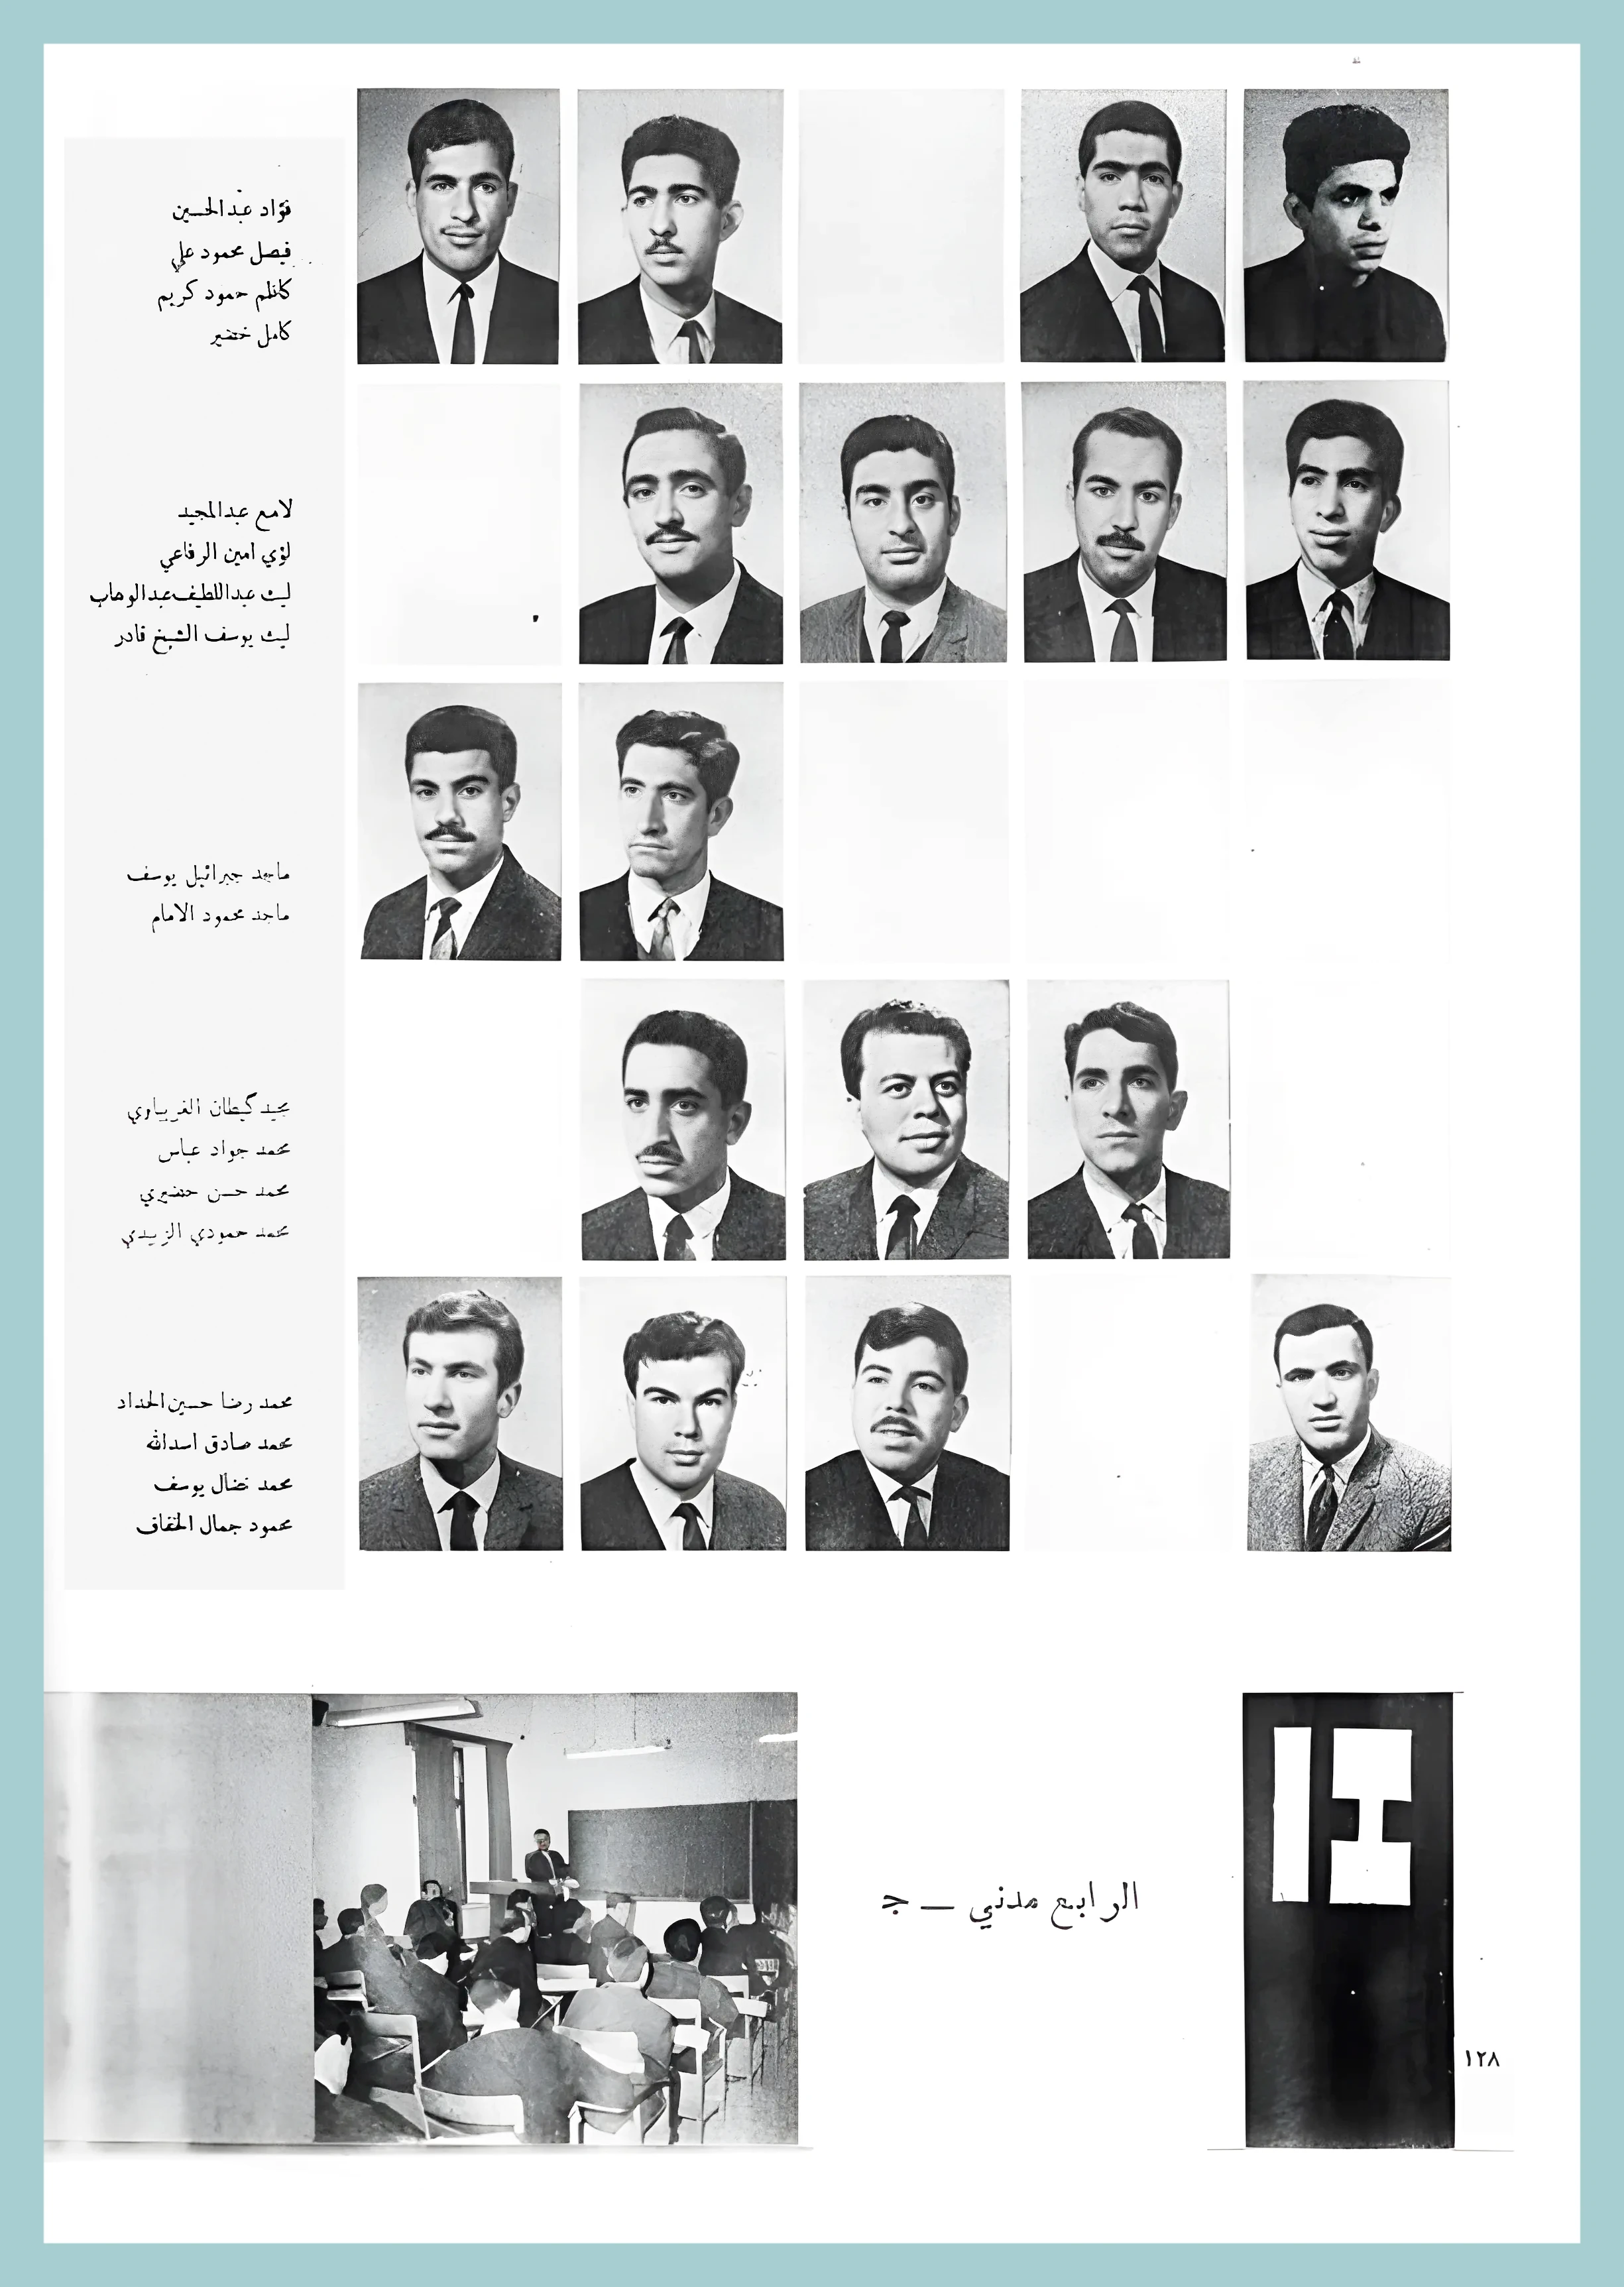 فؤاد عبدالحسين
فيصل محمود علي
كاظم حمود كريم
كامل خضير
لامع عبدالمجيد
لؤي امين الرفاعي
ليث عبداللطيف عبدالوهاب
ليث يوسف الشيخ قادر
ماجد جبرائيل يوسف
ماجد محمود الامام
مجيد گيطان الغريباوي
محمد جواد عباس
محمد حسن خضيري
محمد حمودي الزيدي
محمد رضا حسين الحداد
محمد صادق اسدالله
محمد نضال يوسف
محمود جمال الخفاف
الرابع مدني — ج
١٢٨